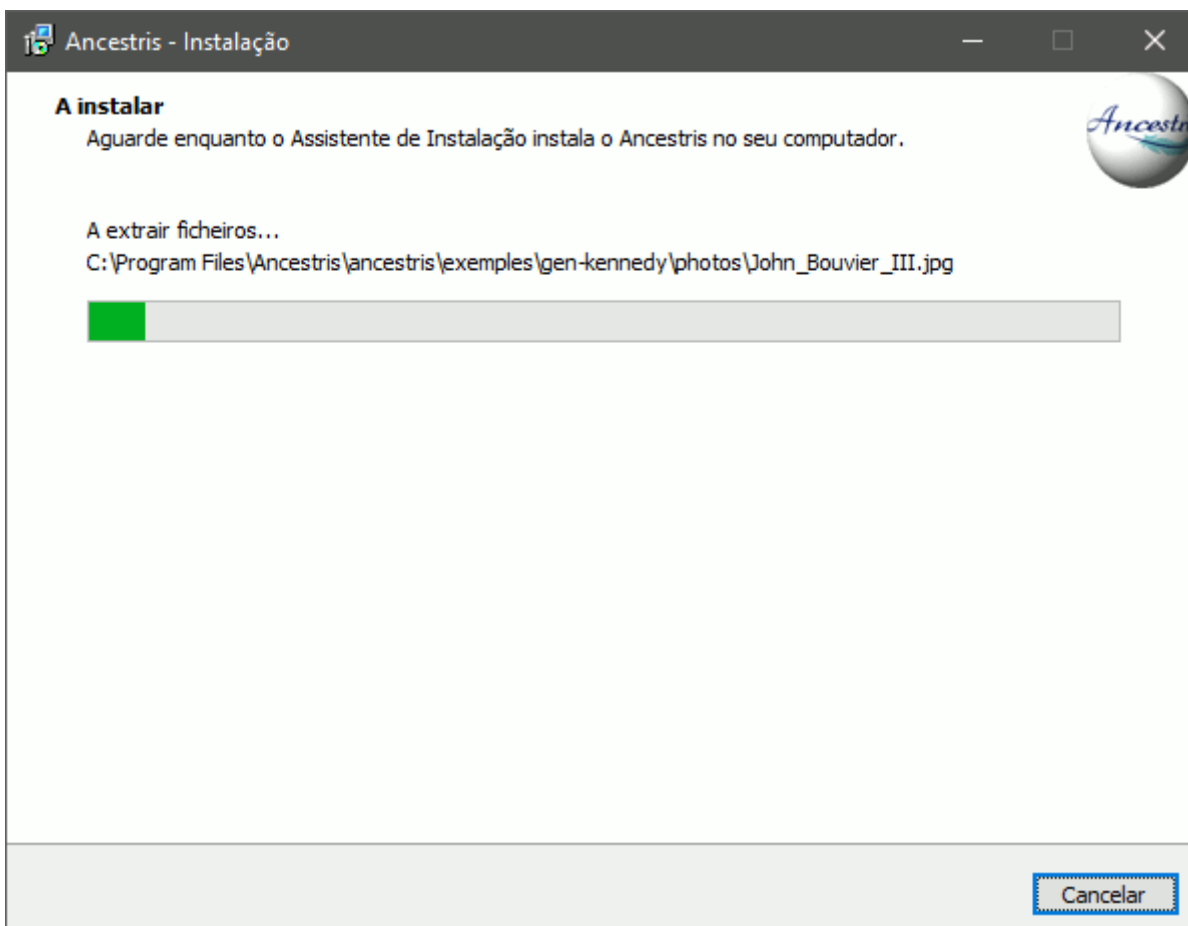 Ancestris - Instalação
A instalar
Aguarde enquanto o Assistente de Instalação instala o Ancestris no seu computador.
Ancestr
A extrair ficheiros...
C:\Program Files\Ancestris\ancestris\exemples\gen-kennedy\photos\John_Bouvier_III.jpg
Cancelar